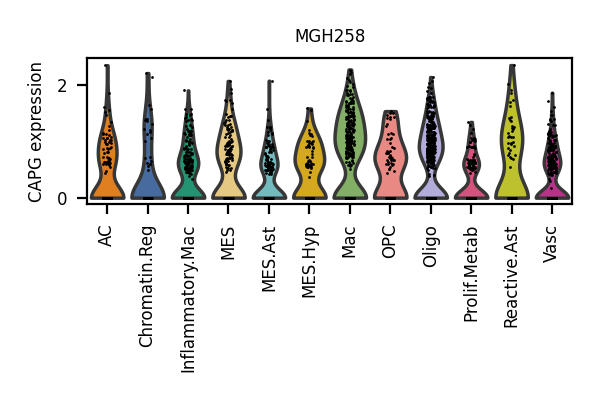 MGH258
CAPG expression
2
0
AC
Chromatin.Reg
Inflammatory.Mac
MES
MES.Ast
MES.Hyp
Mac
OPC
Oligo
Prolif.Metab
Reactive.Ast
Vasc